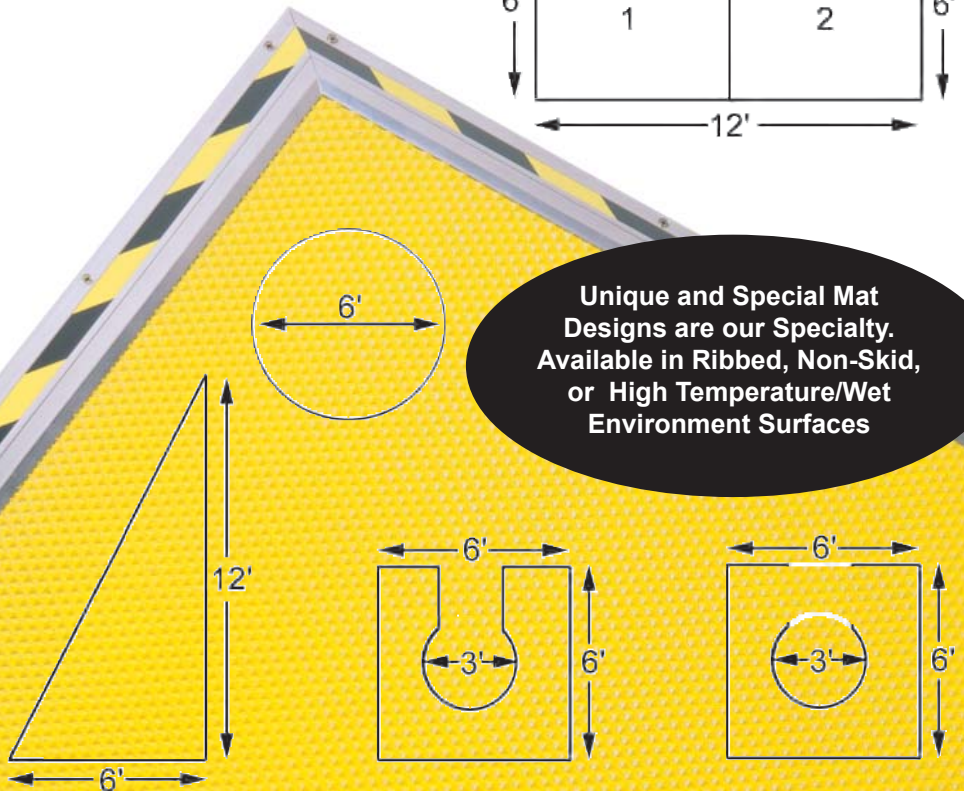 6'
1
2
6'
12'
6'
Unique and Special Mat
Designs are our Specialty.
Available in Ribbed, Non-Skid,
or High Temperature/Wet
Environment Surfaces
12'
6'
6'
3'
6'
6'
3'
6'